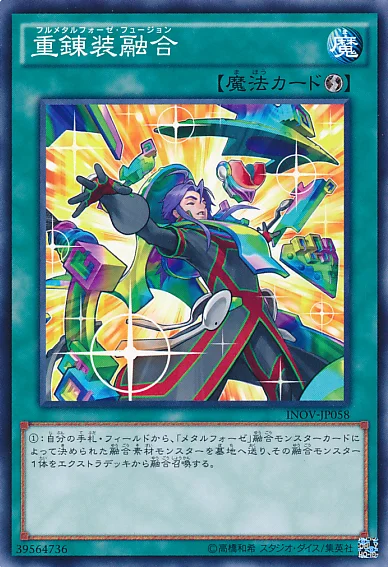 フルメタルフォーゼ・フュージョン
重錬装融合
魔
【魔法カード】
INOV-JP058
①：自分の手札・フィールドから、「メタルフォーゼ」融合モンスターカードに
よって決められた融合素材モンスターを墓地へ送り、その融合モンスター
１体をエクストラデッキから融合召喚する。
39564736
©高橋和希 スタジオ・ダイス/集英社